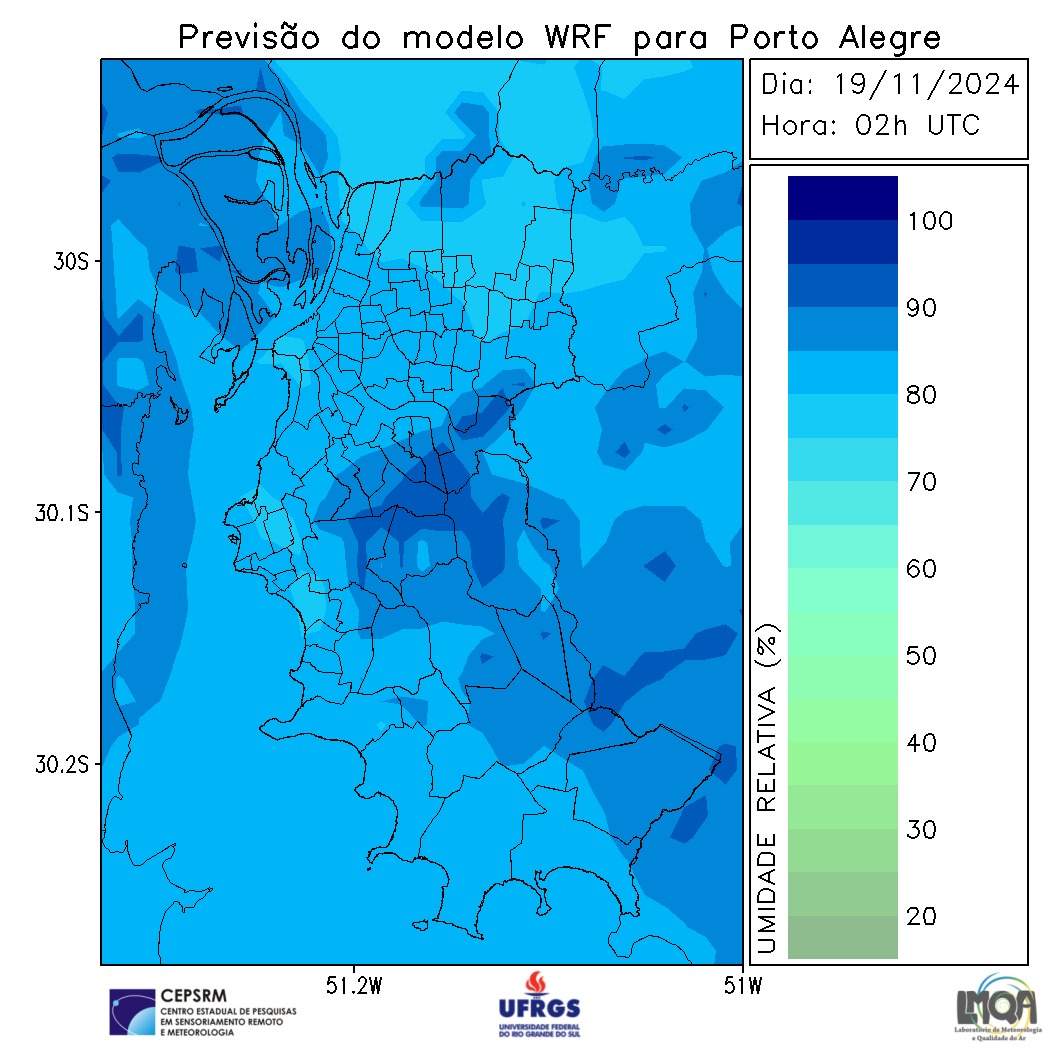 Previsão do modelo WRF para Porto Alegre
Dia: 19/11/2024
Hora: 02h UTC
30S
30.1S
30.2S
51.2W
51W
UMIDADE RELATIVA (%)
100
90
80
70
60
50
40
30
20
CEPSRM
CENTRO ESTADUAL DE PESQUISAS
EM SENSORIAMENTO REMOTO
E METEOROLOGIA
UFRGS
UNIVERSIDADE FEDERAL
DO RIO GRANDE DO SUL
LMQA
Laboratório de Meteorologia
e Qualidade do Ar